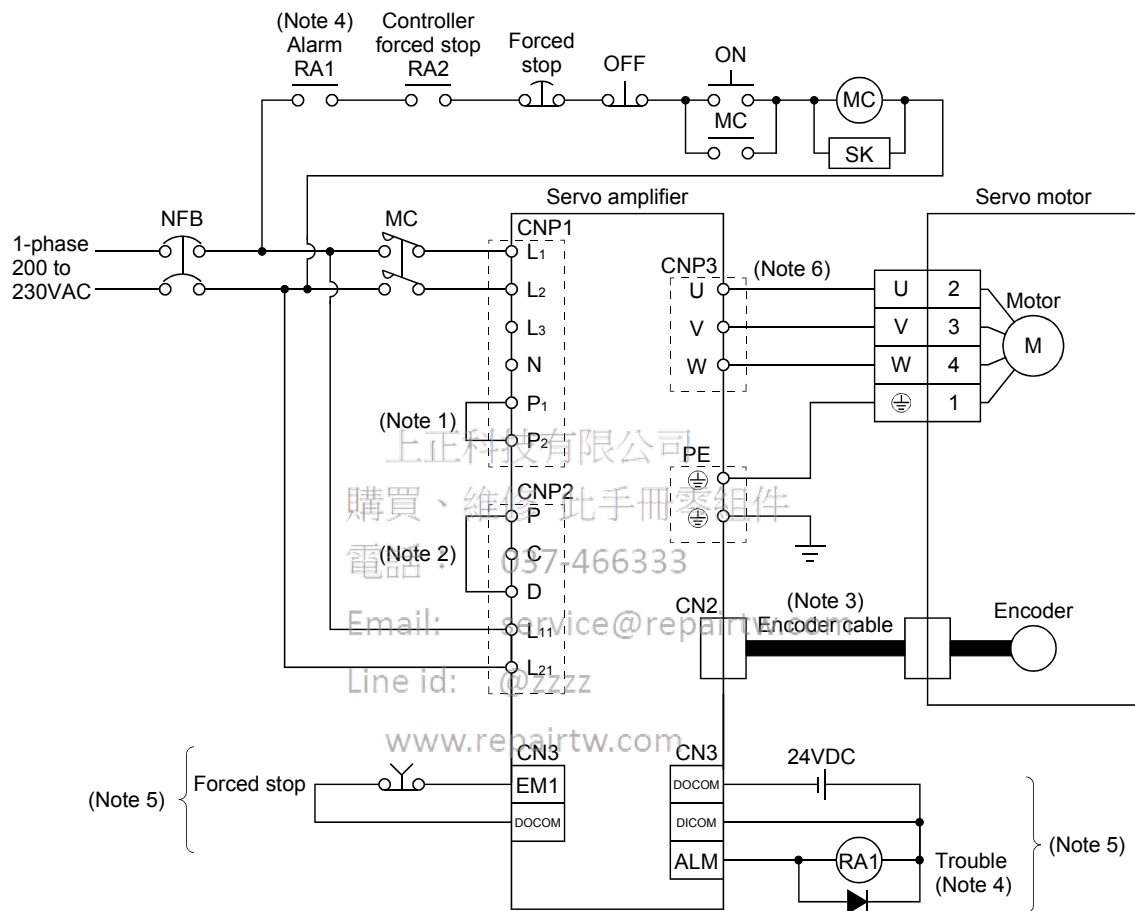 (Note 4)
Alarm
RA1
Controller
forced stop
RA2
Forced
stop
OFF
ON
MC
MC
SK
NFB
MC
1-phase
200 to
230VAC
Servo amplifier
Servo motor
CNP1
L1
L2
L3
N
P1
P2
(Note 1)
CNP3
(Note 6)
U
V
W
U 2
V 3
W 4
1
Motor
M
上正科技有限公司
PE
購買、維修 此手冊零組件
CNP2
P
C
D
L11
L21
(Note 2)
電話: 037-466333
CN2
(Note 3)
Encoder cable
Encoder
Email: service@repairtw.com
Line id: @zzzz
www.repairtw.com
(Note 5)
Forced stop
CN3
EM1
DOCOM
CN3
DOCOM
DICOM
ALM
24VDC
RA1
Trouble
(Note 4)
(Note 5)